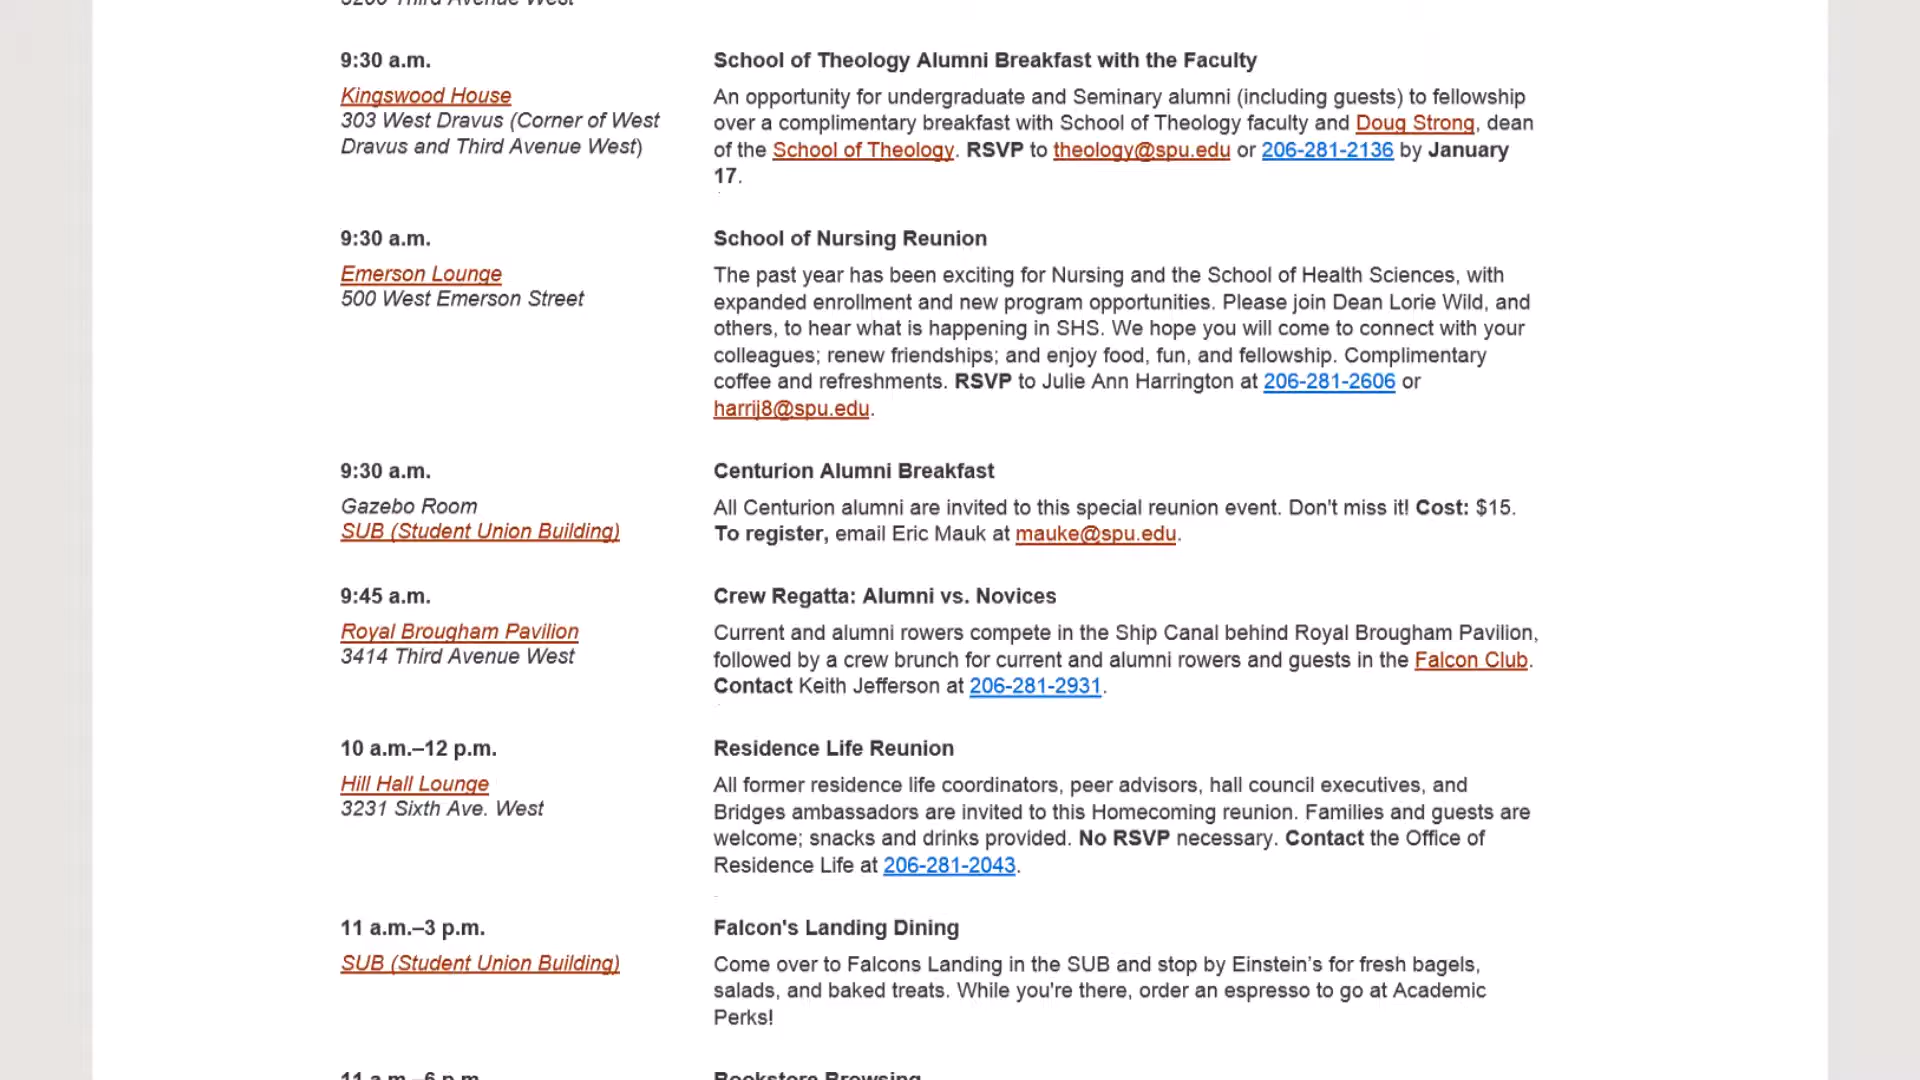 3200 Third Avenue West
9:30 a.m.
School of Theology Alumni Breakfast with the Faculty
Kingswood House
303 West Dravus (Corner of West
Dravus and Third Avenue West)
An opportunity for undergraduate and Seminary alumni (including guests) to fellowship
over a complimentary breakfast with School of Theology faculty and Doug Strong, dean
of the School of Theology. RSVP to theology@spu.edu or 206-281-2136 by January
17.
9:30 a.m.
School of Nursing Reunion
Emerson Lounge
500 West Emerson Street
The past year has been exciting for Nursing and the School of Health Sciences, with
expanded enrollment and new program opportunities. Please join Dean Lorie Wild, and
others, to hear what is happening in SHS. We hope you will come to connect with your
colleagues; renew friendships; and enjoy food, fun, and fellowship. Complimentary
coffee and refreshments. RSVP to Julie Ann Harrington at 206-281-2606 or
harrij8@spu.edu.
9:30 a.m.
Centurion Alumni Breakfast
Gazebo Room
SUB (Student Union Building)
All Centurion alumni are invited to this special reunion event. Don't miss it! Cost: $15.
To register, email Eric Mauk at mauke@spu.edu.
9:45 a.m.
Crew Regatta: Alumni vs. Novices
Royal Brougham Pavilion
3414 Third Avenue West
Current and alumni rowers compete in the Ship Canal behind Royal Brougham Pavilion,
followed by a crew brunch for current and alumni rowers and guests in the Falcon Club.
Contact Keith Jefferson at 206-281-2931.
10 a.m.–12 p.m.
Residence Life Reunion
Hill Hall Lounge
3231 Sixth Ave. West
All former residence life coordinators, peer advisors, hall council executives, and
Bridges ambassadors are invited to this Homecoming reunion. Families and guests are
welcome; snacks and drinks provided. No RSVP necessary. Contact the Office of
Residence Life at 206-281-2043.
11 a.m.–3 p.m.
Falcon's Landing Dining
SUB (Student Union Building)
Come over to Falcons Landing in the SUB and stop by Einstein’s for fresh bagels,
salads, and baked treats. While you're there, order an espresso to go at Academic
Perks!
11 a.m.–6 p.m.
Bookstore Browsing